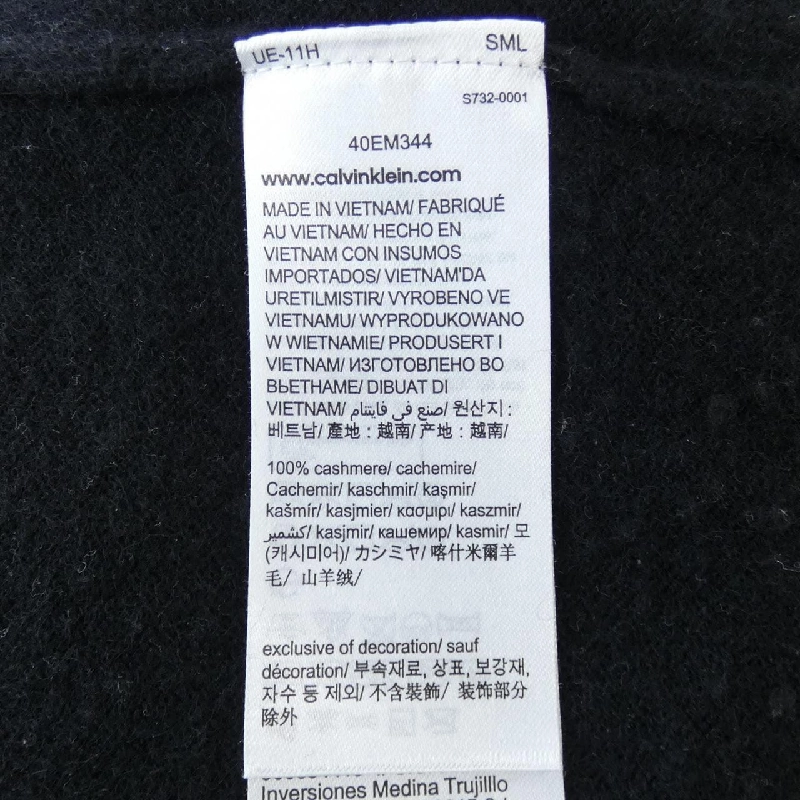 UE-11H SML
S732-0001
40EM344
www.calvinklein.com
MADE IN VIETNAM/ FABRIQUÉ
AU VIETNAM/ HECHO EN
VIETNAM CON INSUMOS
IMPORTADOS/ VIETNAM'DA
URETILMISTIR/ VYROBENO VE
VIETNAMU/ WYPRODUKOWANO
W WIETNAMIE/ PRODUSERT I
VIETNAM/ ИЗГОТОВЛЕНО ВО
ВЬЕТНАМЕ/ DIBUAT DI
VIETNAM/ صنع في فايتنام/ 원산지 :
베트남/ 產地 : 越南/ 产地 : 越南/
100% cashmere/ cachemire/
Cachemir/ kaschmir/ kaşmir/
kašmír/ kasjmier/ κασμιρι/ kaszmir/
كشمير/ kasjmir/ кашемир/ kasmir/ 모
(캐시미어)/ カシミヤ/ 喀什米爾羊
毛/ 山羊绒/
exclusive of decoration/ sauf
décoration/ 부속재료, 상표, 보강재,
자수 등 제외/ 不含裝飾/ 装饰部分
除外
Inversiones Medina Trujilllo